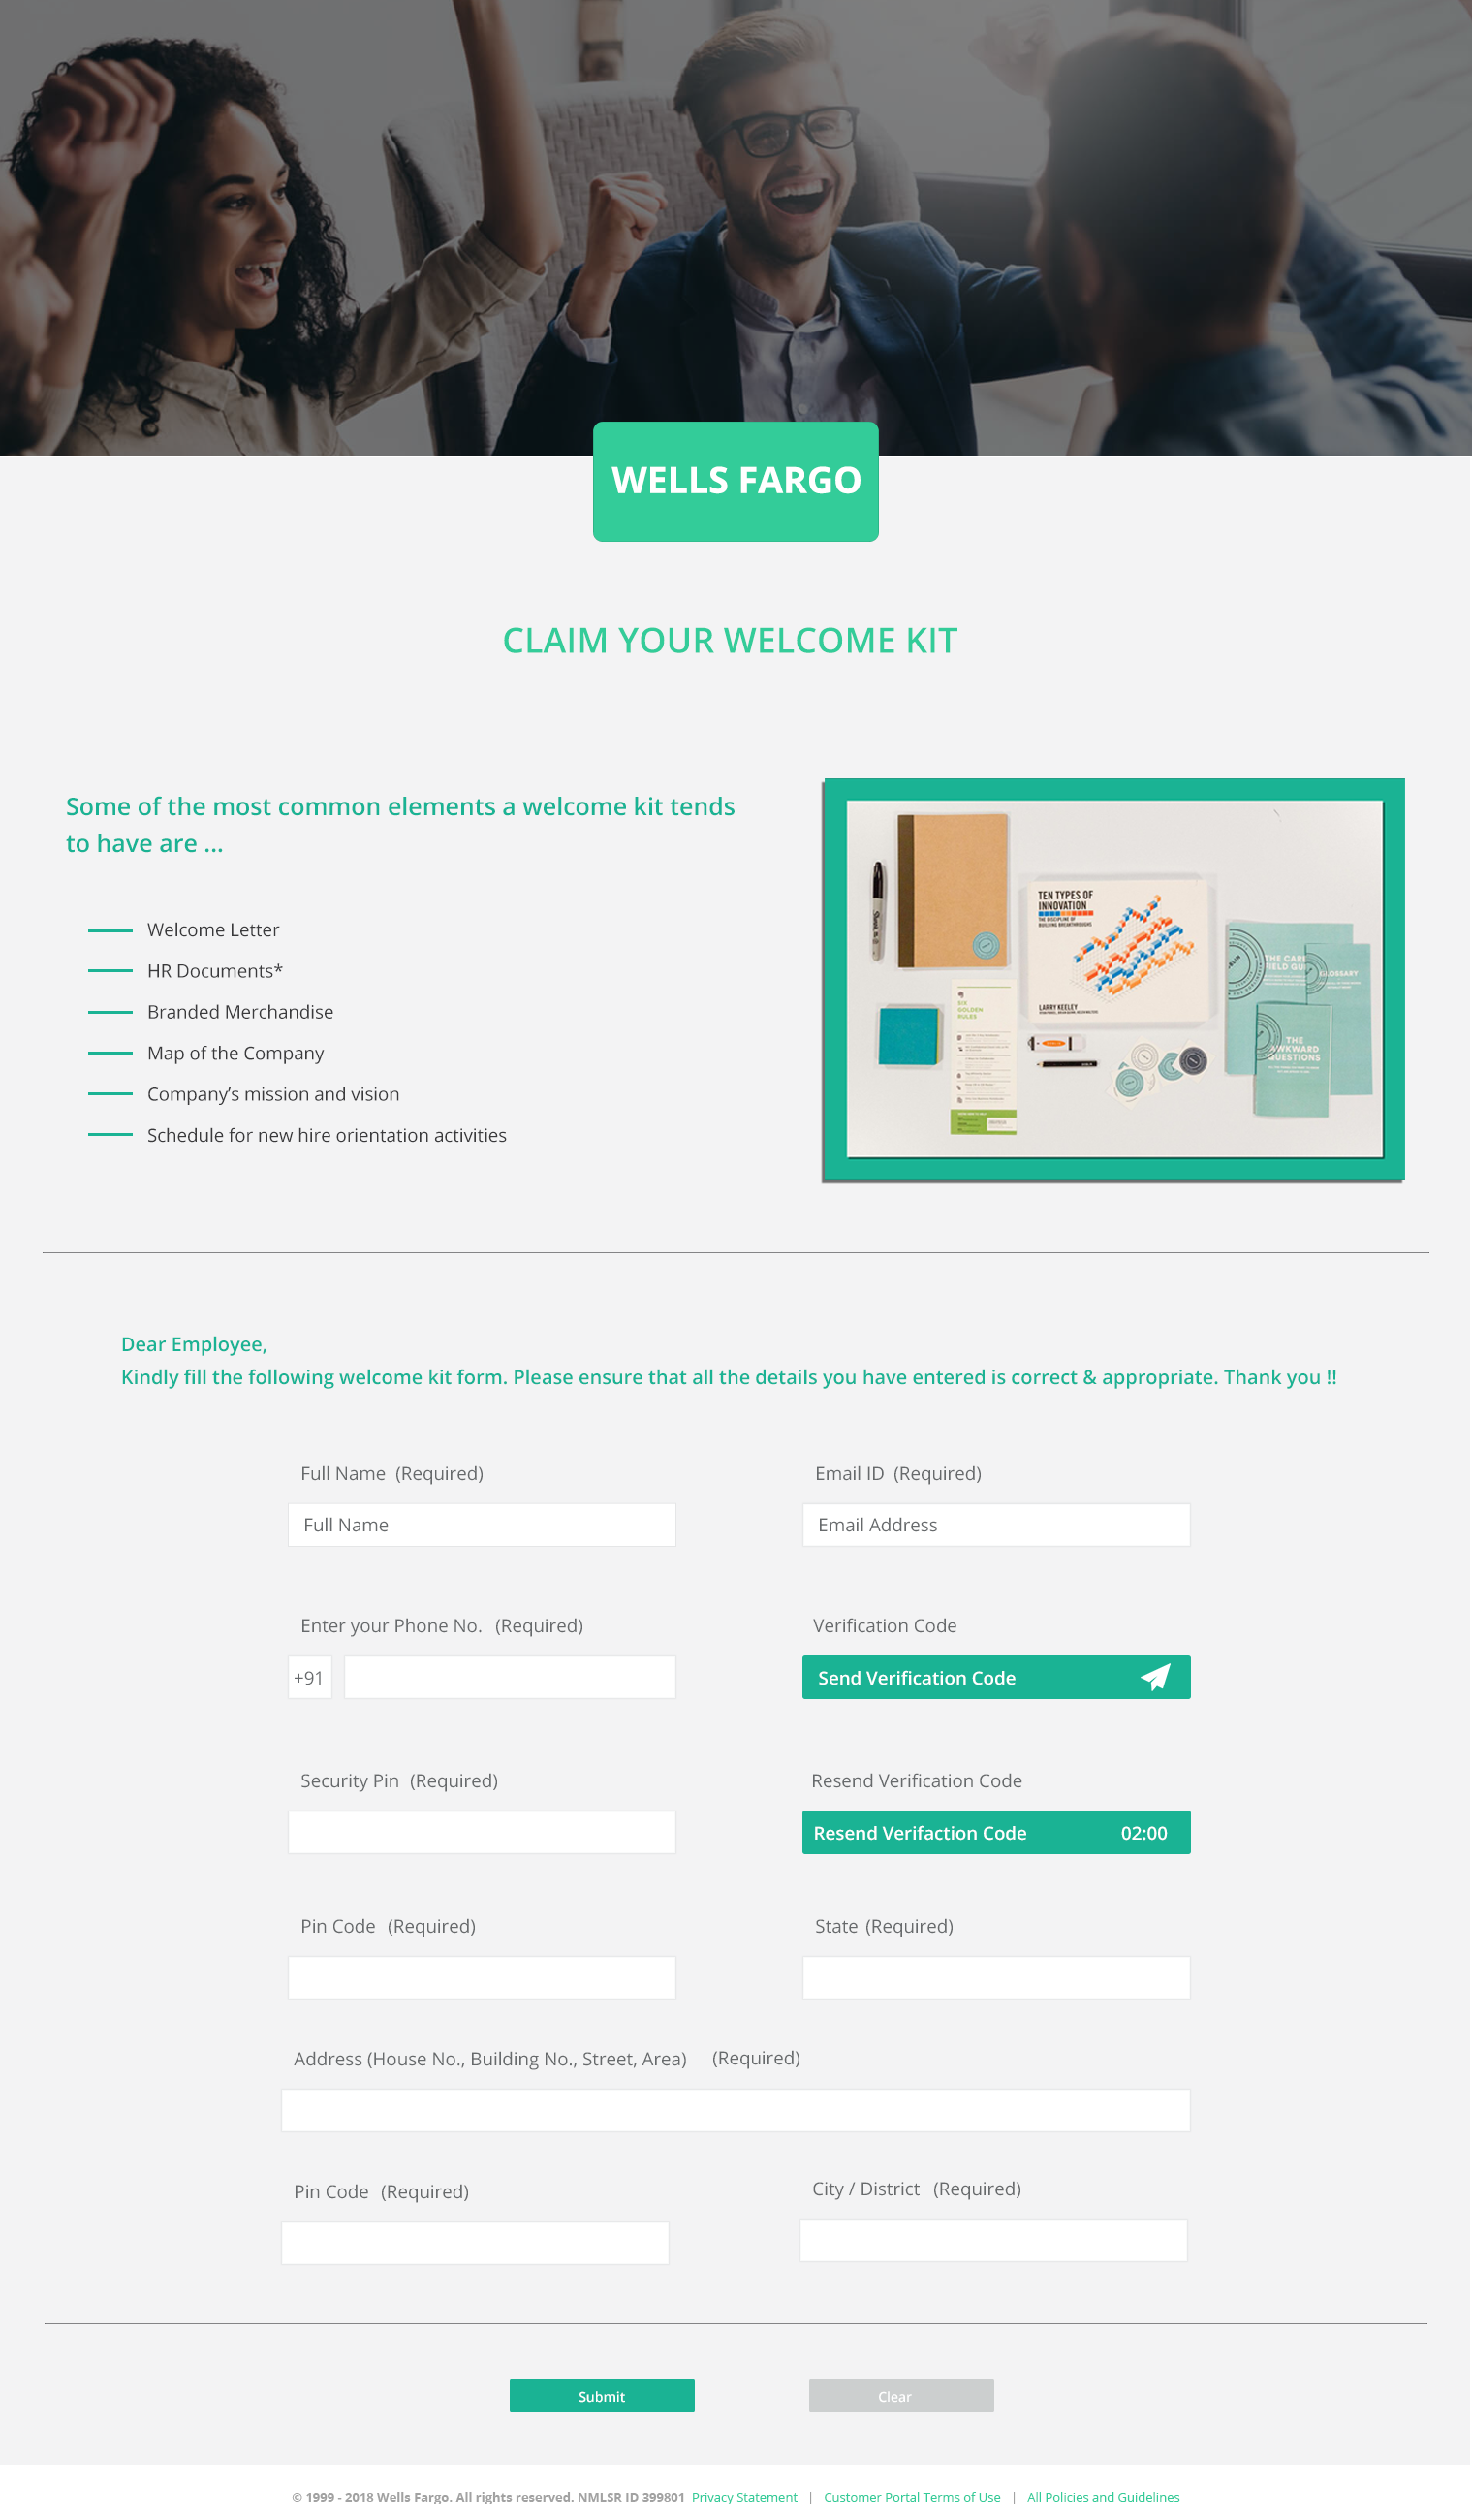 WELLS FARGO
CLAIM YOUR WELCOME KIT
Some of the most common elements a welcome kit tends
to have are ...
Welcome Letter
HR Documents*
Branded Merchandise
Map of the Company
Company's mission and vision
Schedule for new hire orientation activities
TEN TYPES OF
INNOVATION
THE DISCIPLINE OF
BUILDING BREAKTHROUGHS
LARRY KEELEY
SIX
GOLDEN
RULES
THE CARE
FIELD GU
GLOSSARY
THE
AWKWARD
QUESTIONS
Dear Employee,
Kindly fill the following welcome kit form. Please ensure that all the details you have entered is correct & appropriate. Thank you !!
Full Name (Required)
Email ID (Required)
Full Name
Email Address
Enter your Phone No. (Required)
Verification Code
+91
Send Verification Code
Security Pin (Required)
Resend Verification Code
Resend Verifaction Code 02:00
Pin Code (Required)
State (Required)
Address (House No., Building No., Street, Area) (Required)
Pin Code (Required)
City / District (Required)
Submit
Clear
© 1999 - 2018 Wells Fargo. All rights reserved. NMLSR ID 399801 Privacy Statement | Customer Portal Terms of Use | All Policies and Guidelines